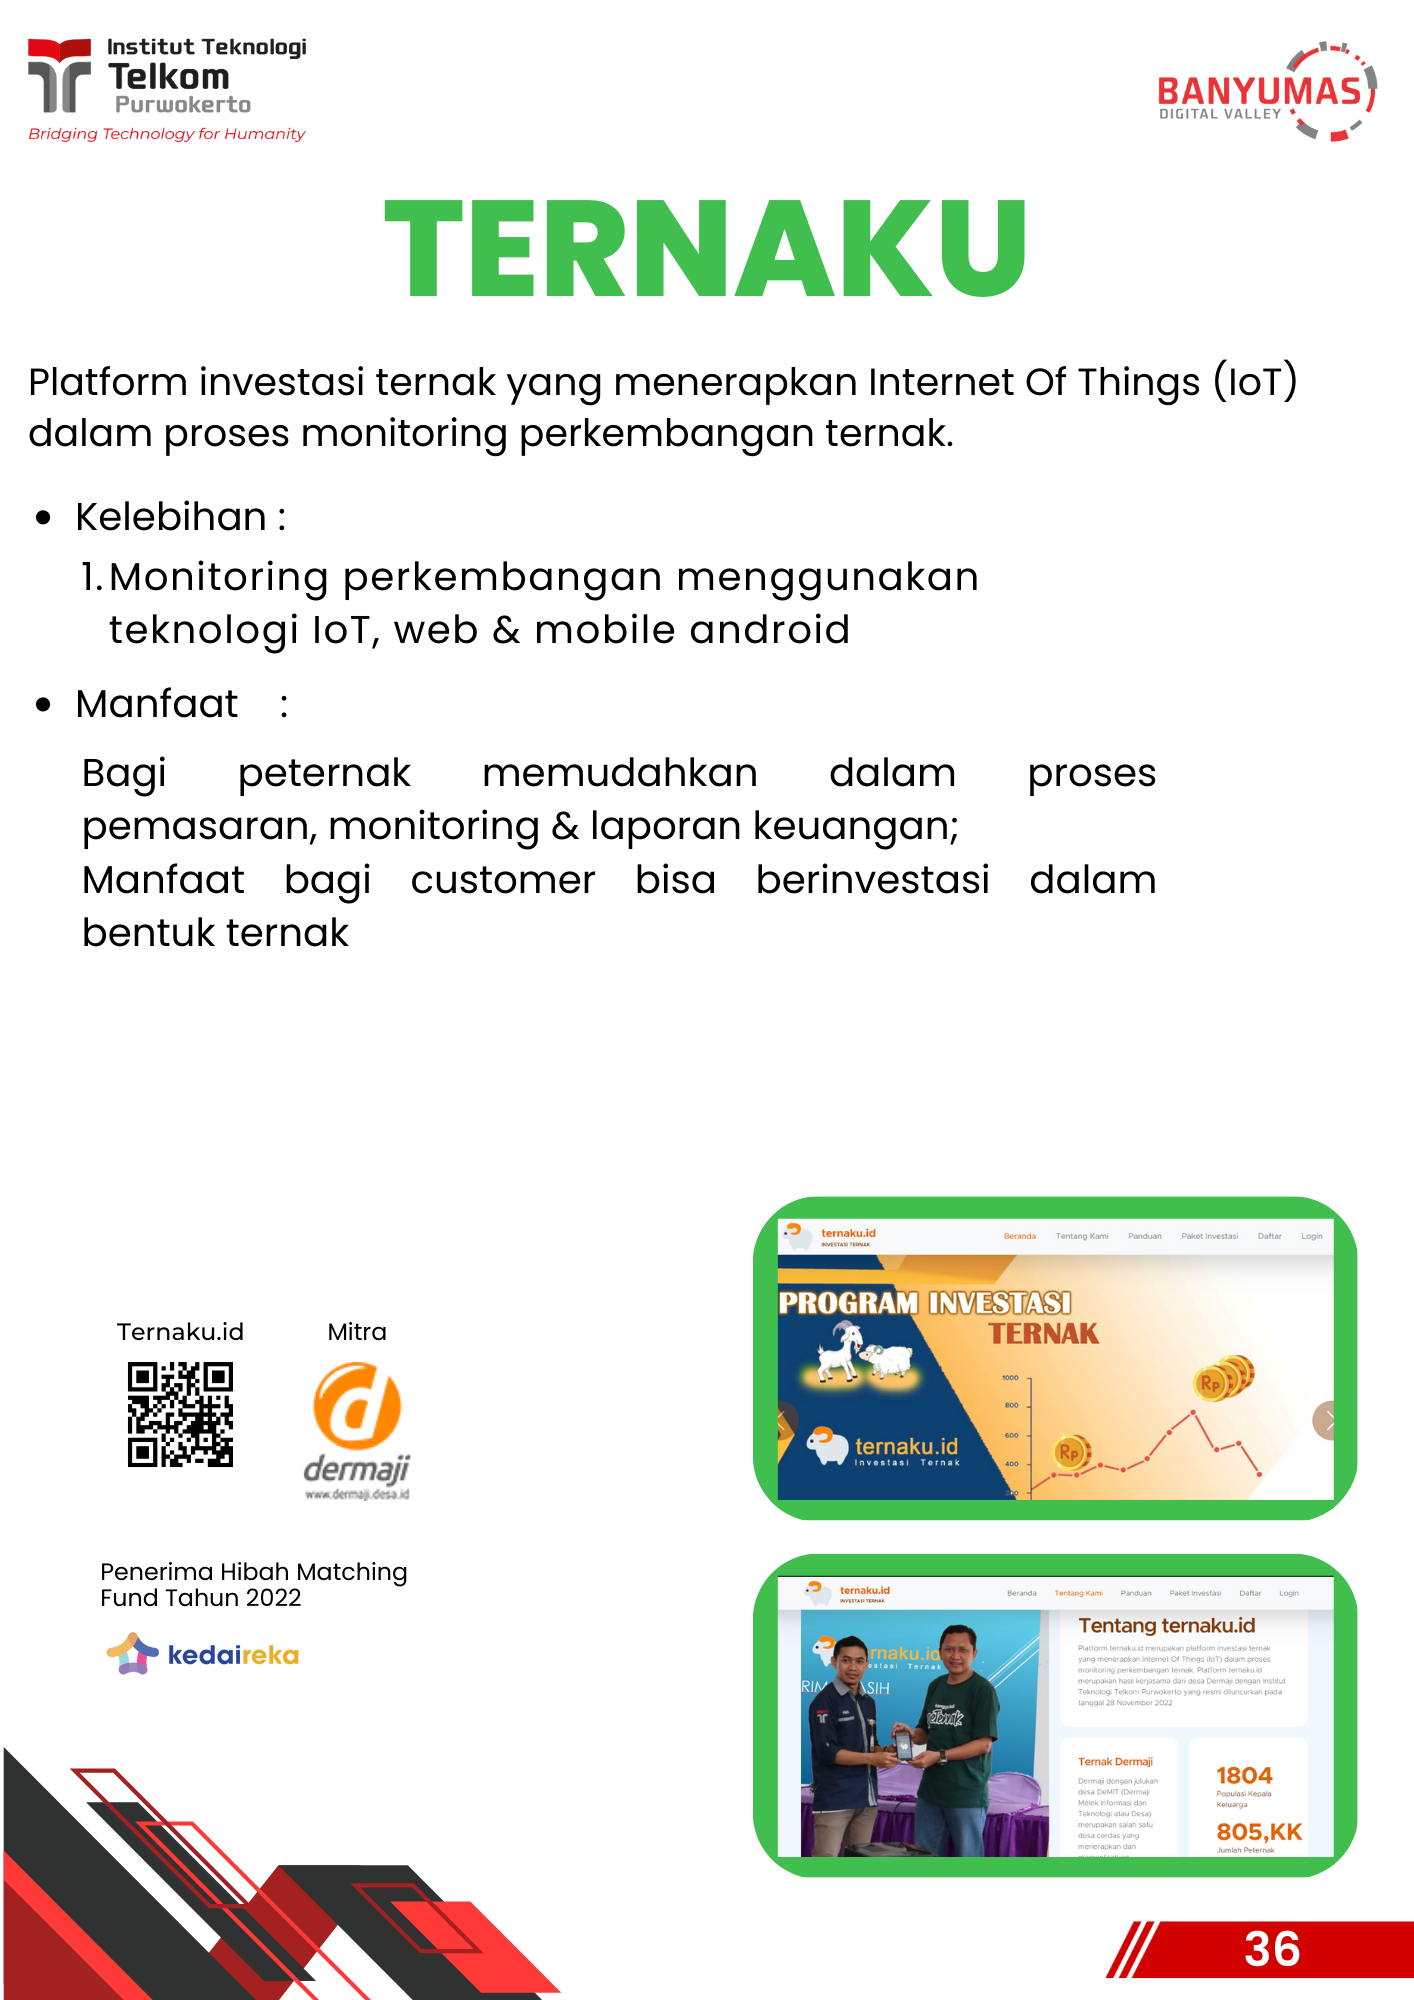 Institut Teknologi
Telkom
Purwokerto
Bridging Technology for Humanity
BANYUMAS
DIGITAL VALLEY
TERNAKU
Platform investasi ternak yang menerapkan Internet Of Things (IoT)
dalam proses monitoring perkembangan ternak.
• Kelebihan :
1. Monitoring perkembangan menggunakan
teknologi IoT, web & mobile android
• Manfaat :
Bagi peternak memudahkan dalam proses
pemasaran, monitoring & laporan keuangan;
Manfaat bagi customer bisa berinvestasi dalam
bentuk ternak
Ternaku.id
Mitra
dermaji
www.dermaji.desa.id
Penerima Hibah Matching
Fund Tahun 2022
kedaireka
ternaku.id
INVESTASI TERNAK
Beranda Tentang Kami Panduan Paket Investasi Daftar Login
PROGRAM INVESTASI
TERNAK
1000
800
600
400
Rp
Rp
ternaku.id
Investasi Ternak
ternaku.id
INVESTASI TERNAK
Beranda Tentang Kami Panduan Paket Investasi Daftar Login
Tentang ternaku.id
Platform ternaku.id merupakan platform investasi ternak
yang menerapkan Internet Of Things (IoT) dalam proses
monitoring perkembangan ternak. Platform ternaku.id
merupakan hasil kerjasama dari desa Dermaji dengan Institut
Teknologi Telkom Purwokerto yang resmi diluncurkan pada
tanggal 28 November 2022
Ternak Dermaji
Dermaji dengan julukan
desa DeMIT (Dermaji
Melek Informasi dan
Teknologi atau Desa)
merupakan salah satu
desa cerdas yang
menerapkan dan
1804
Populasi Kepala
Keluarga
805,KK
Jumlah Peternak
36